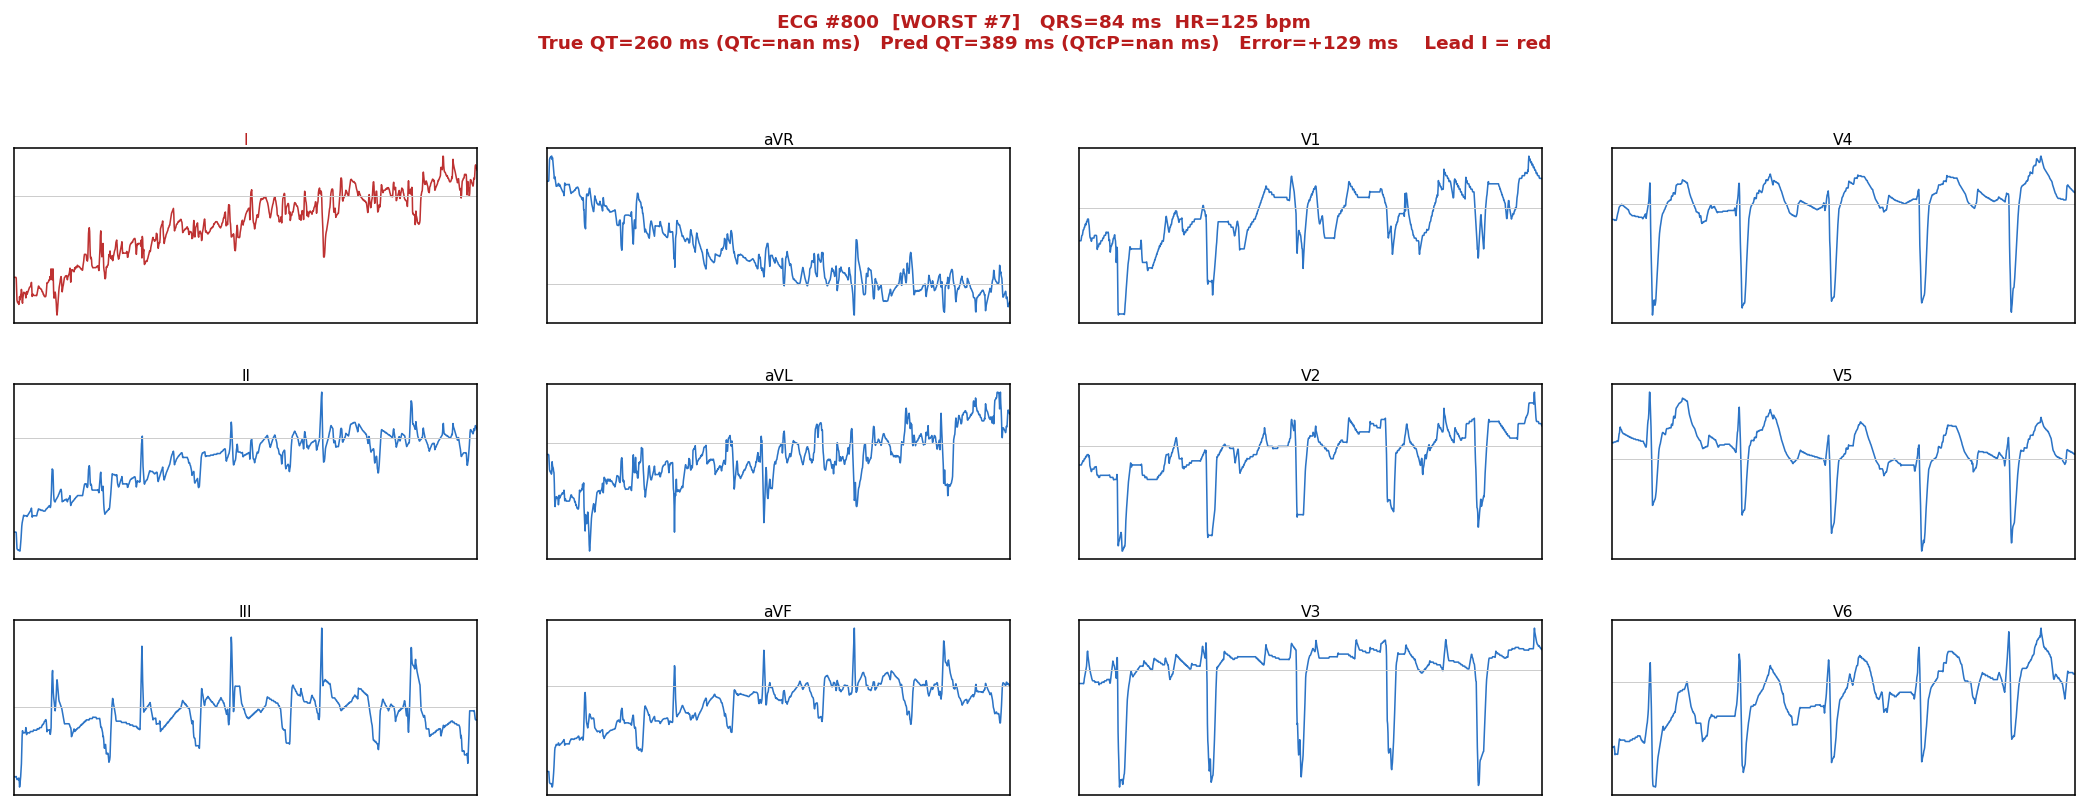 ECG #800  [WORST #7]   QRS=84 ms  HR=125 bpm
True QT=260 ms (QTc=nan ms)   Pred QT=389 ms (QTcP=nan ms)   Error=+129 ms    Lead I = red
I
aVR
V1
V4
II
aVL
V2
V5
III
aVF
V3
V6